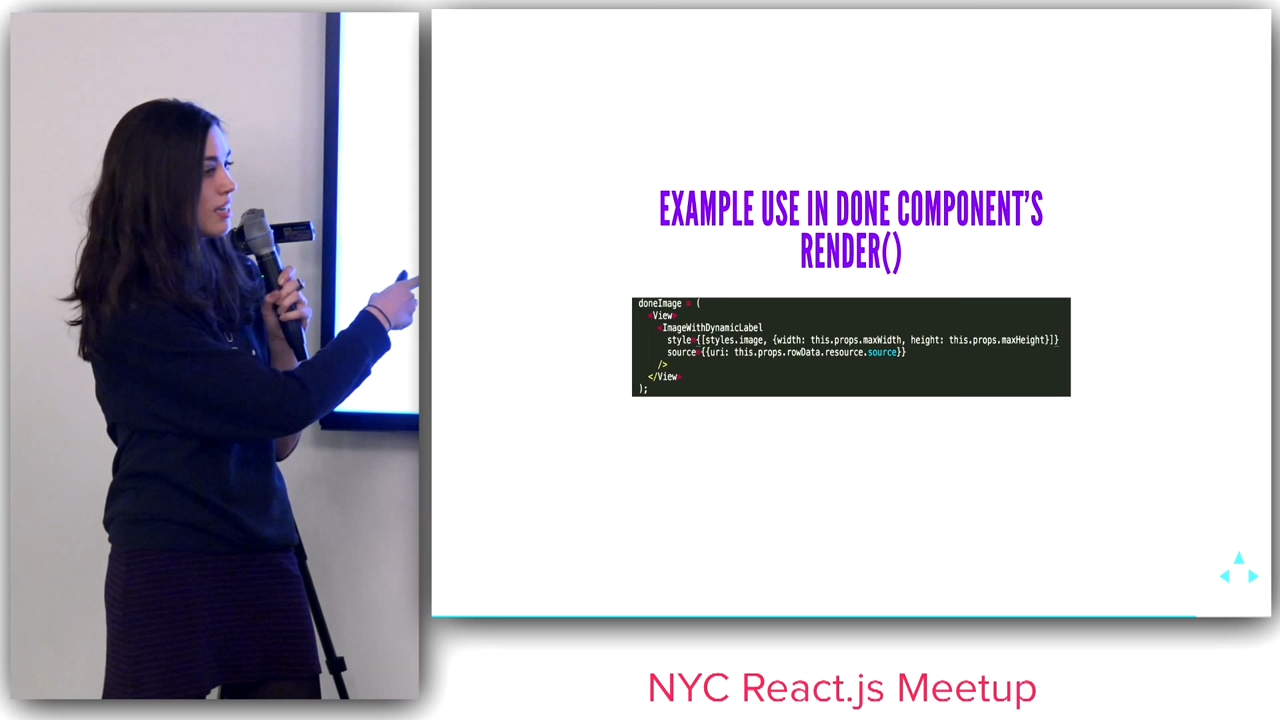 EXAMPLE USE IN DONE COMPONENT'S
RENDER()
doneImage = (
<View>
<ImageWithDynamicLabel
style={[styles.image, {width: this.props.maxWidth, height: this.props.maxHeight}]}
source={{uri: this.props.rowData.resource.source}}
/>
</View>
);
NYC React.js Meetup